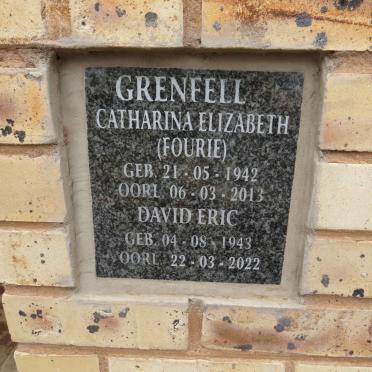 GRENFELL
CATHARINA ELIZABETH
(FOURIE)
GEB. 21 · 05 · 1942
OORL. 06 · 03 · 2013
DAVID ERIC
GEB. 04 · 08 · 1943
OORL. 22 · 03 · 2022